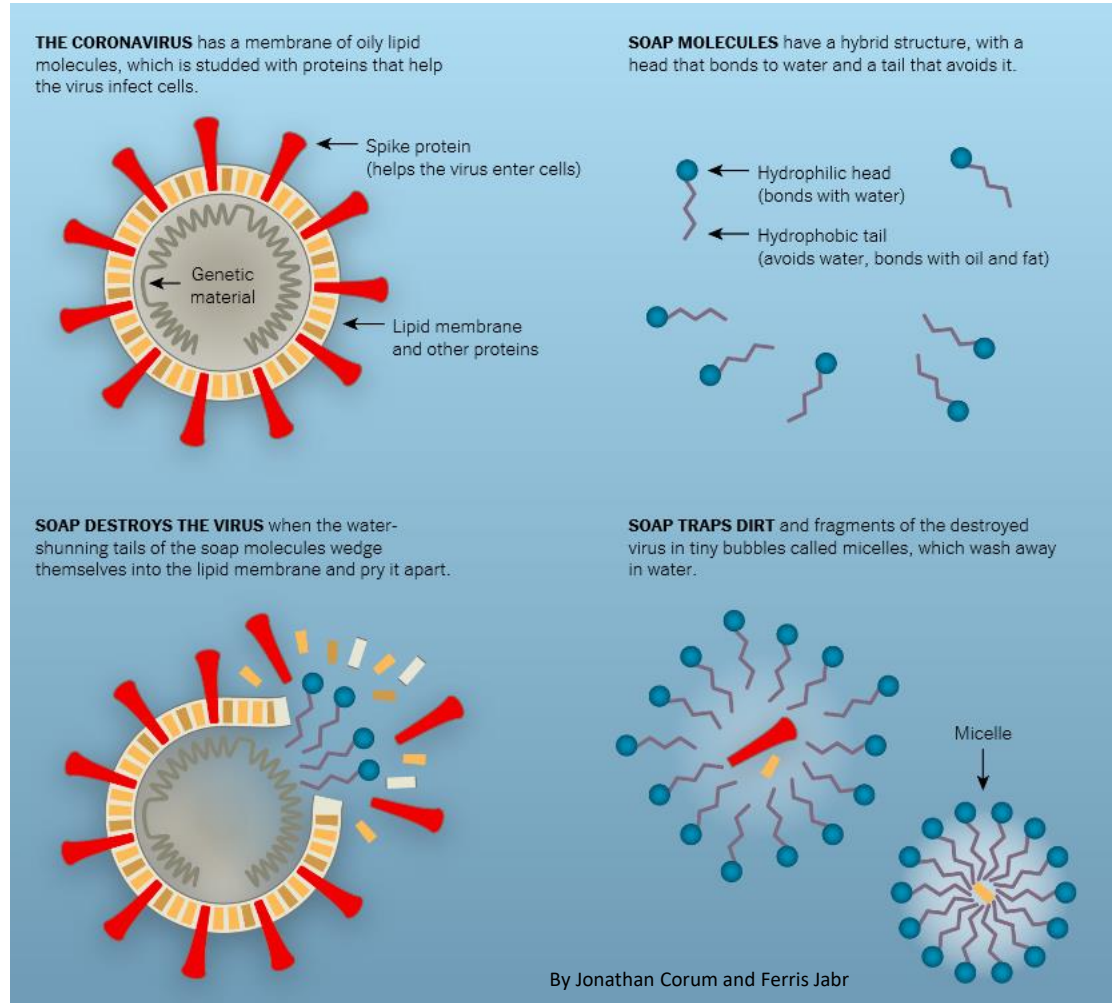 THE CORONAVIRUS has a membrane of oily lipid
molecules, which is studded with proteins that help
the virus infect cells.
Spike protein
(helps the virus enter cells)
Genetic
material
Lipid membrane
and other proteins
SOAP MOLECULES have a hybrid structure, with a
head that bonds to water and a tail that avoids it.
Hydrophilic head
(bonds with water)
Hydrophobic tail
(avoids water, bonds with oil and fat)
SOAP DESTROYS THE VIRUS when the water-
shunning tails of the soap molecules wedge
themselves into the lipid membrane and pry it apart.
SOAP TRAPS DIRT and fragments of the destroyed
virus in tiny bubbles called micelles, which wash away
in water.
Micelle
By Jonathan Corum and Ferris Jabr